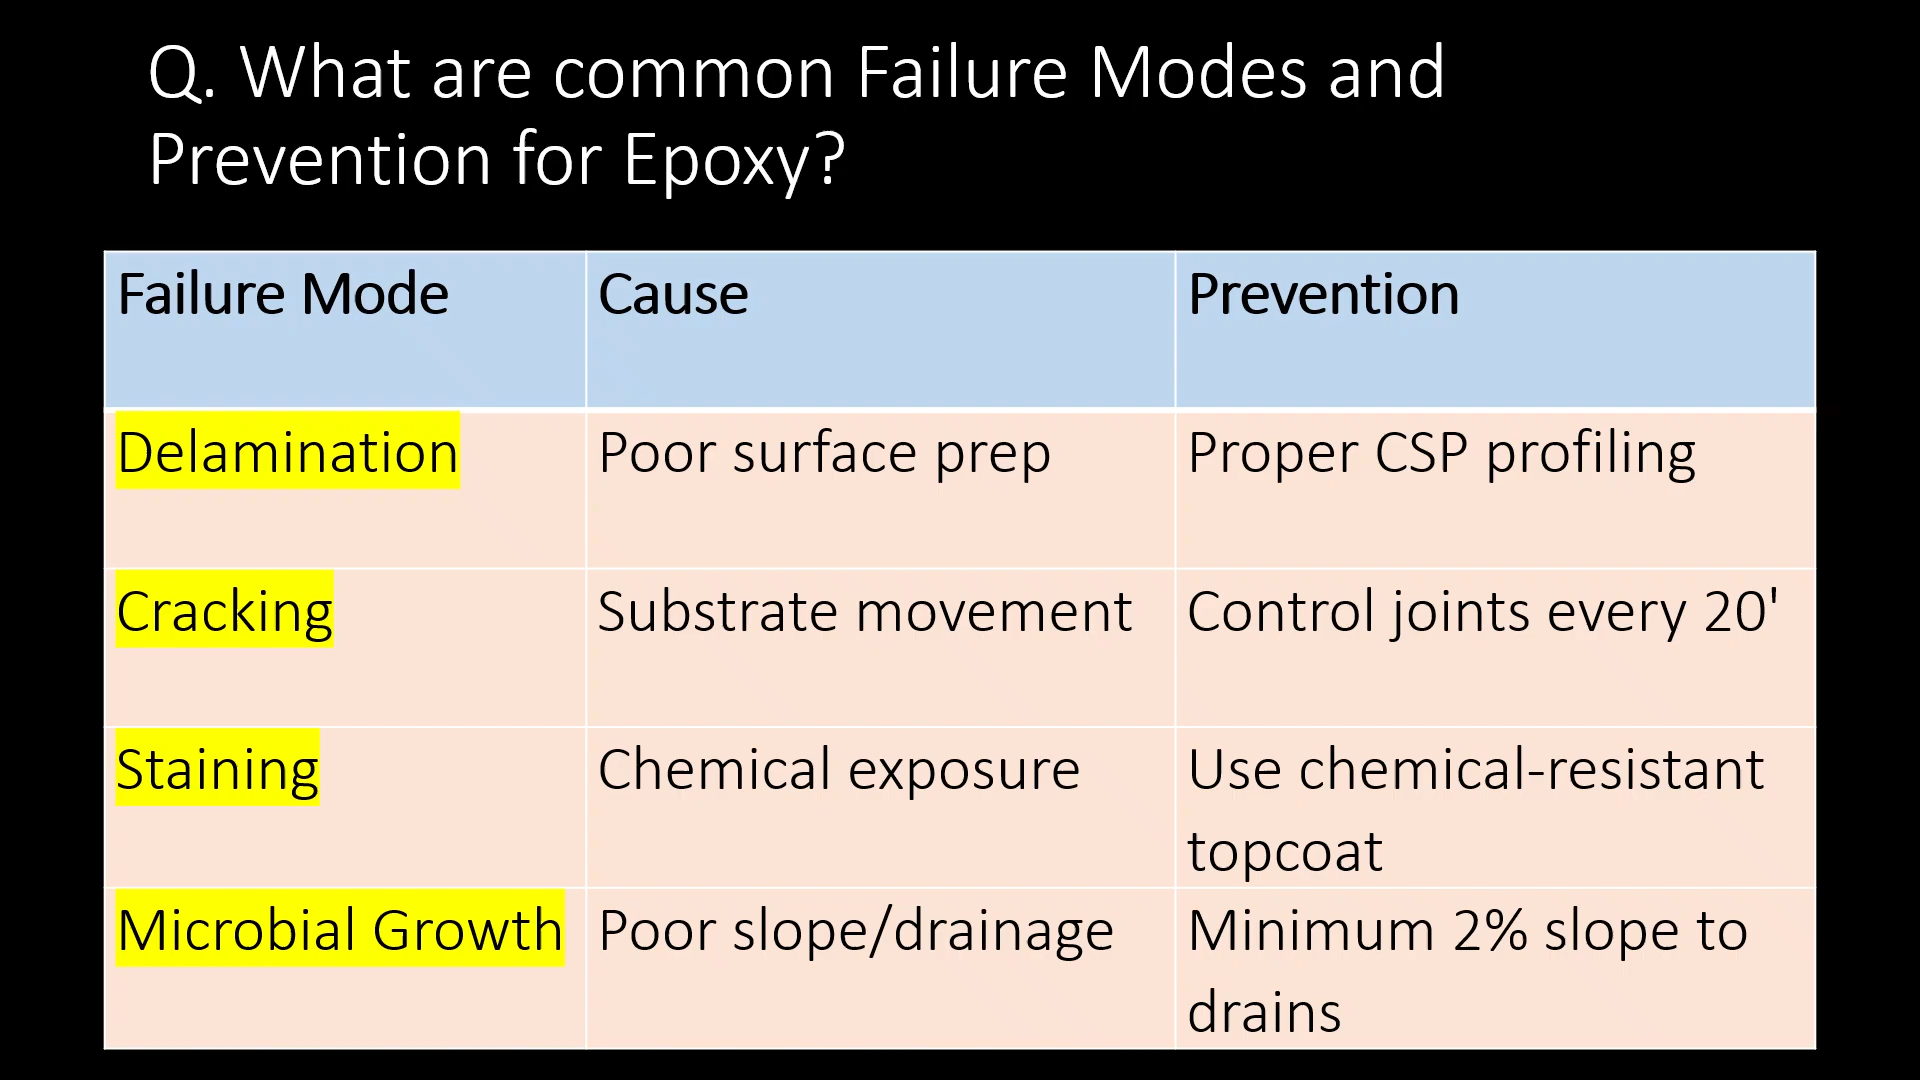 Q. What are common Failure Modes and
Prevention for Epoxy?
Failure Mode
Cause
Prevention
Delamination
Poor surface prep
Proper CSP profiling
Cracking
Substrate movement
Control joints every 20'
Staining
Chemical exposure
Use chemical-resistant
topcoat
Microbial Growth
Poor slope/drainage
Minimum 2% slope to
drains